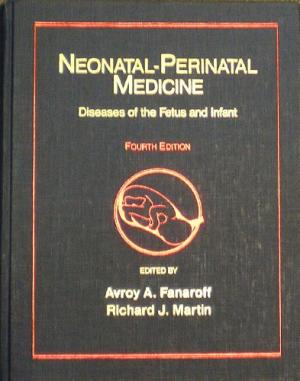 NEONATAL-PERINATAL
MEDICINE
Diseases of the Fetus and Infant
FOURTH EDITION
EDITED BY
Avroy A. Fanaroff
Richard J. Martin